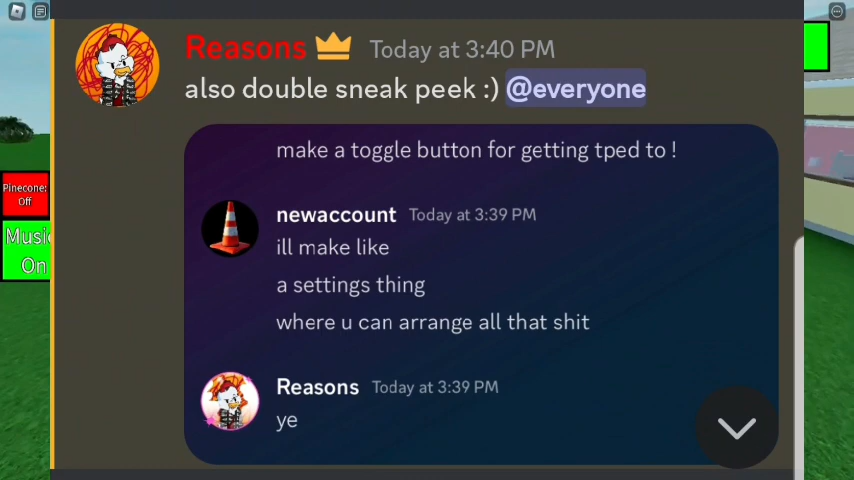 Reasons Today at 3:40 PM
also double sneak peek :) @everyone
make a toggle button for getting tped to !
newaccount Today at 3:39 PM
ill make like
a settings thing
where u can arrange all that shit
Reasons Today at 3:39 PM
ye
Pinecone:
Off
Music
On